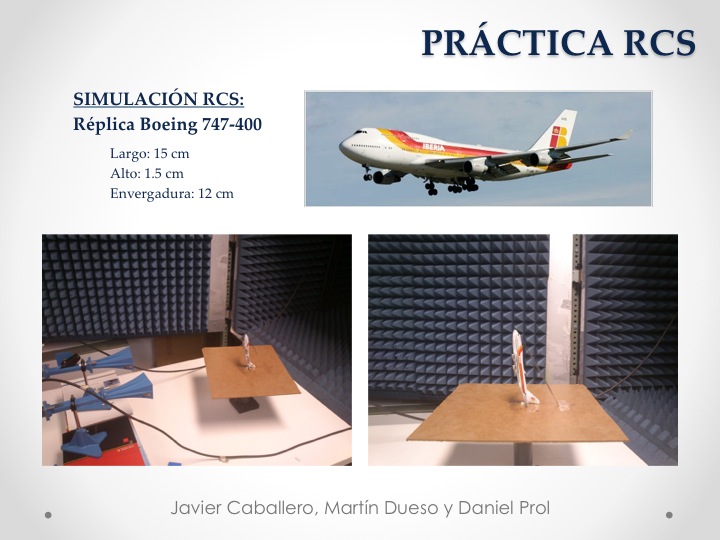 PRÁCTICA RCS
SIMULACIÓN RCS:
Réplica Boeing 747-400
Largo: 15 cm
Alto: 1.5 cm
Envergadura: 12 cm
IBERIA
Javier Caballero, Martín Dueso y Daniel Prol